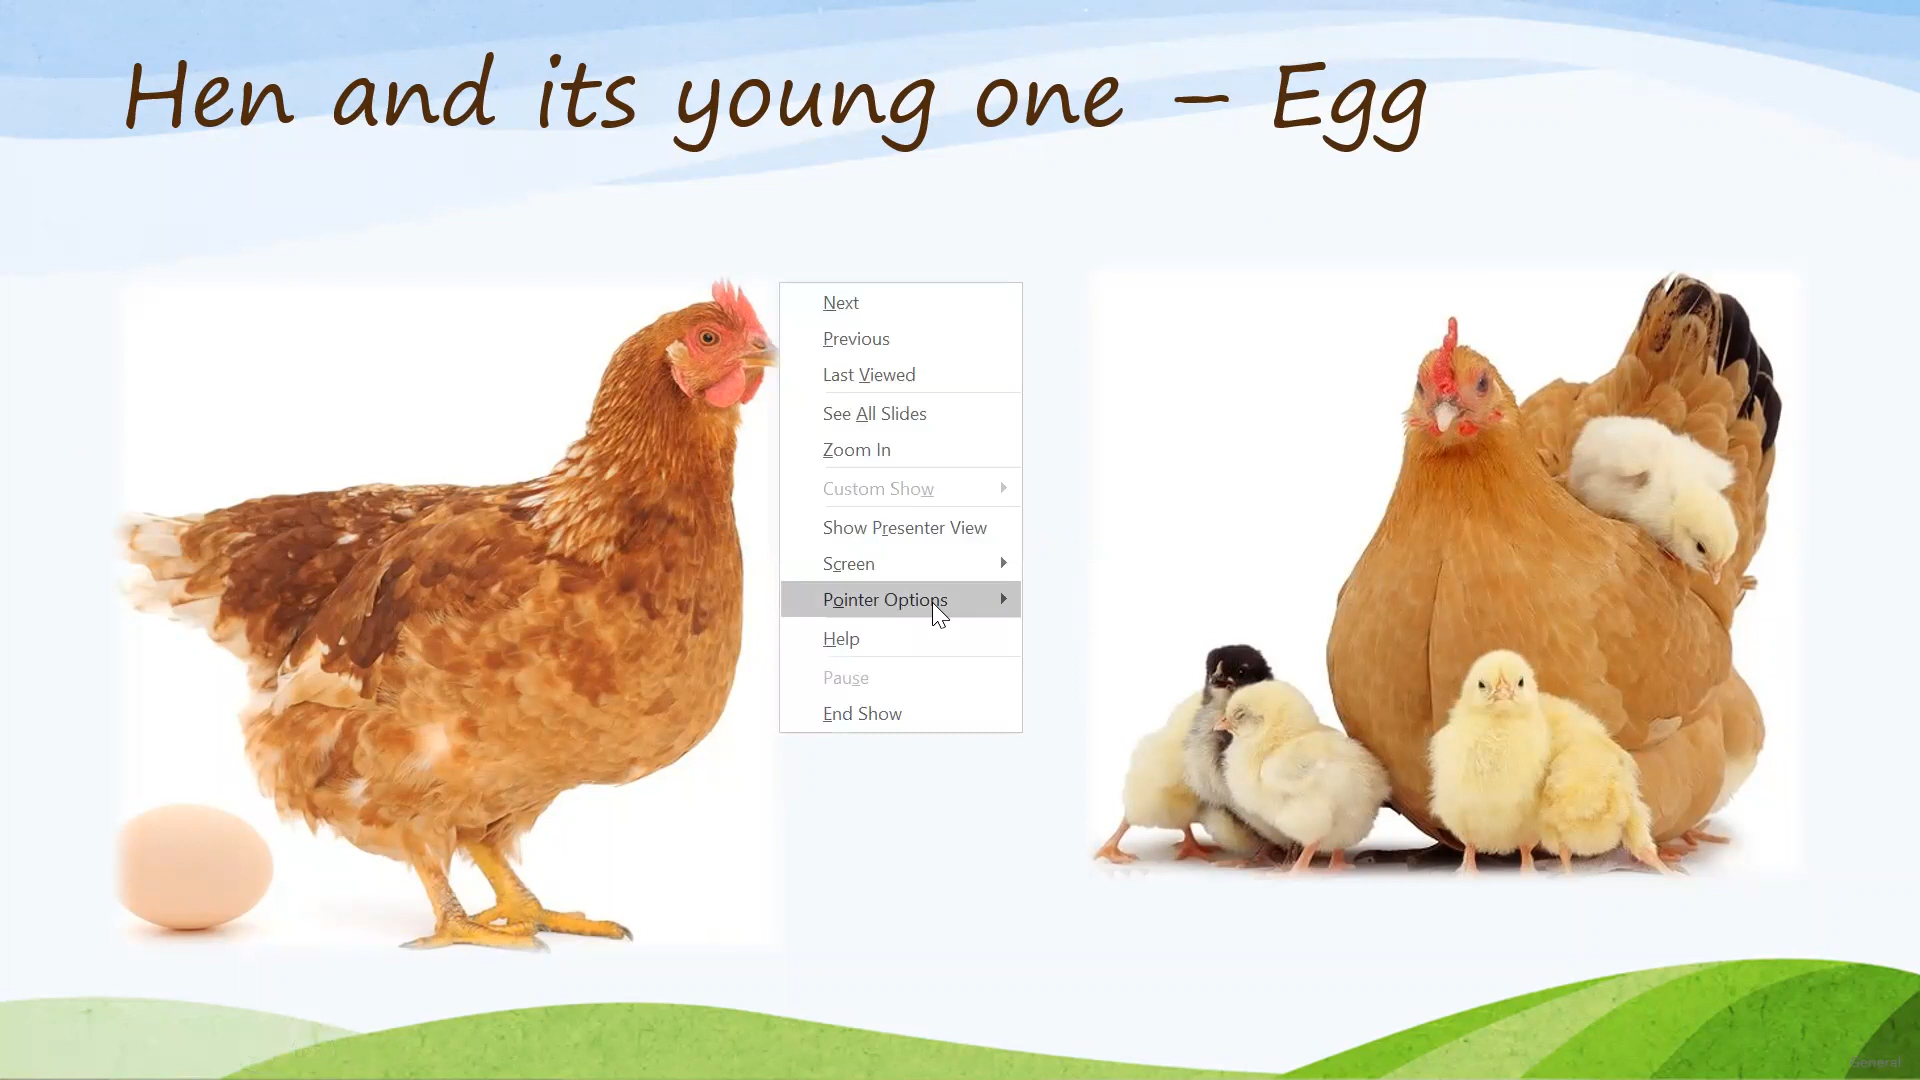 Hen and its young one – Egg
Next
Previous
Last Viewed
See All Slides
Zoom In
Custom Show
Show Presenter View
Screen
Pointer Options
Help
Pause
End Show
General